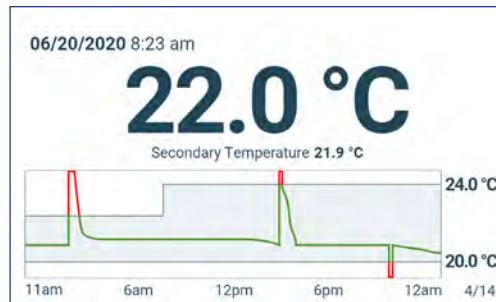 06/20/2020 8:23 am
22.0 °C
Secondary Temperature 21.9 °C
24.0 °C
20.0 °C
11am 6am 12pm 6pm 12am 4/14